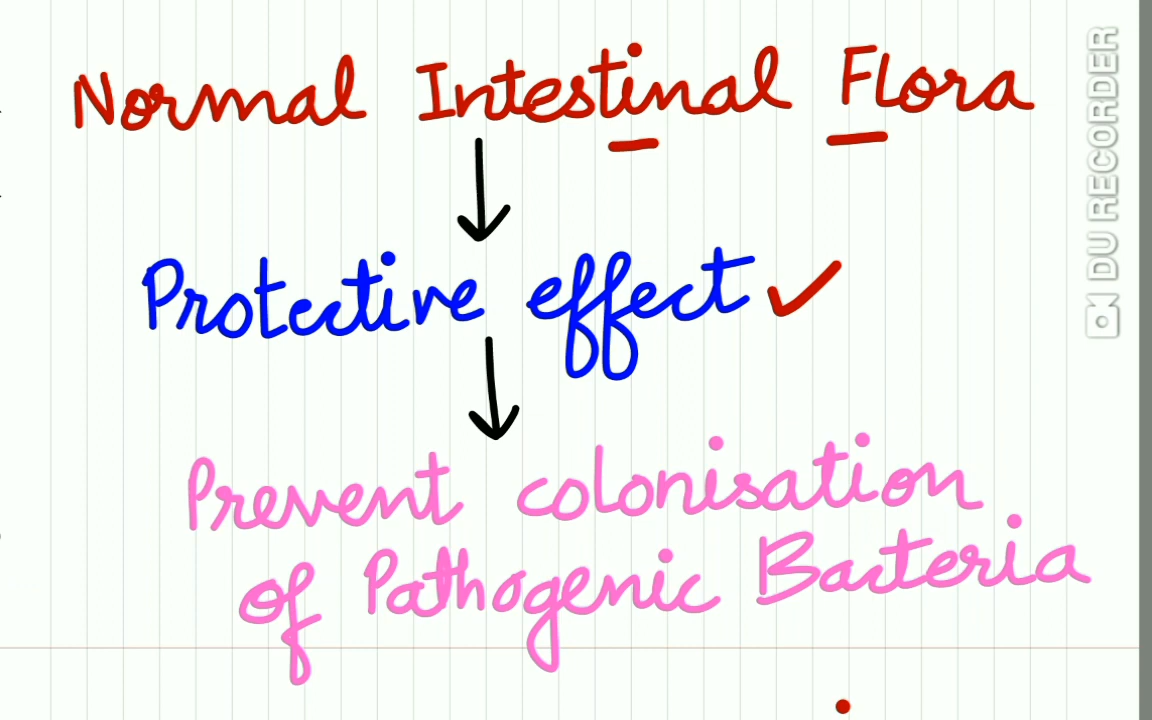 Normal Intestinal Flora
Protective effect ✓
Prevent colonisation
of Pathogenic Bacteria
DU RECORDER